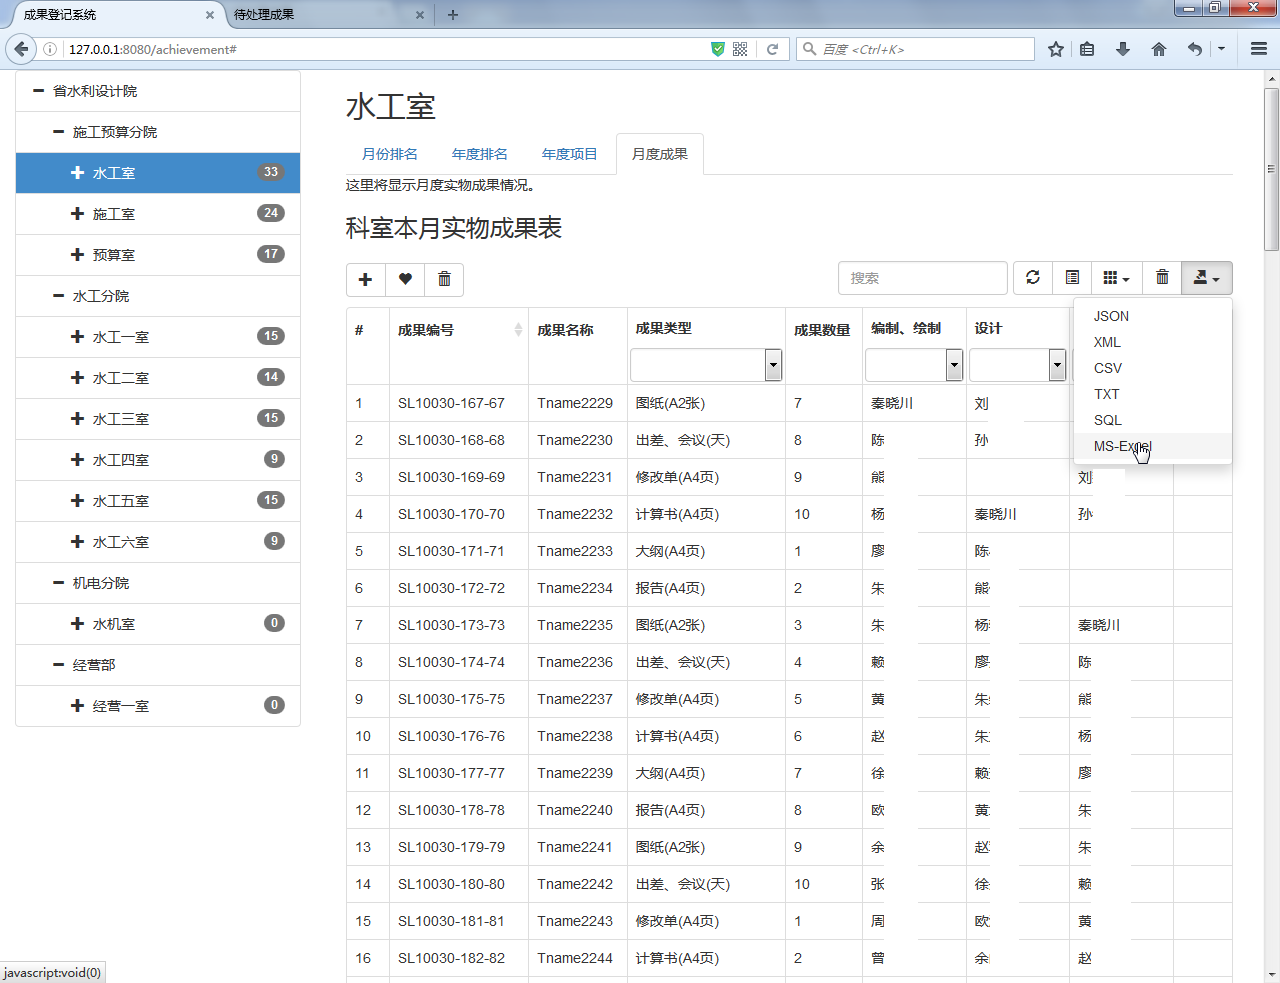 成果登记系统
待处理成果
127.0.0.1:8080/achievement#
百度 <Ctrl+K>
省水利设计院
施工预算分院
水工室 33
施工室 24
预算室 17
水工分院
水工一室 15
水工二室 14
水工三室 15
水工四室 9
水工五室 15
水工六室 9
机电分院
水机室 0
经营部
经营一室 0
水工室
月份排名 年度排名 年度项目 月度成果
这里将显示月度实物成果情况。
科室本月实物成果表
搜索
JSON
XML
CSV
TXT
SQL
MS-Excel
# 成果编号 成果名称 成果类型 成果数量 编制、绘制 设计
1 SL10030-167-67 Tname2229 图纸(A2张) 7 秦晓川 刘
2 SL10030-168-68 Tname2230 出差、会议(天) 8 陈 孙
3 SL10030-169-69 Tname2231 修改单(A4页) 9 熊 刘
4 SL10030-170-70 Tname2232 计算书(A4页) 10 杨 秦晓川 孙
5 SL10030-171-71 Tname2233 大纲(A4页) 1 廖 陈
6 SL10030-172-72 Tname2234 报告(A4页) 2 朱 熊
7 SL10030-173-73 Tname2235 图纸(A2张) 3 朱 杨 秦晓川
8 SL10030-174-74 Tname2236 出差、会议(天) 4 赖 廖 陈
9 SL10030-175-75 Tname2237 修改单(A4页) 5 黄 朱 熊
10 SL10030-176-76 Tname2238 计算书(A4页) 6 赵 朱 杨
11 SL10030-177-77 Tname2239 大纲(A4页) 7 徐 赖 廖
12 SL10030-178-78 Tname2240 报告(A4页) 8 欧 黄 朱
13 SL10030-179-79 Tname2241 图纸(A2张) 9 余 赵 朱
14 SL10030-180-80 Tname2242 出差、会议(天) 10 张 徐 赖
15 SL10030-181-81 Tname2243 修改单(A4页) 1 周 欧 黄
16 SL10030-182-82 Tname2244 计算书(A4页) 2 曾 余 赵
javascript:void(0)